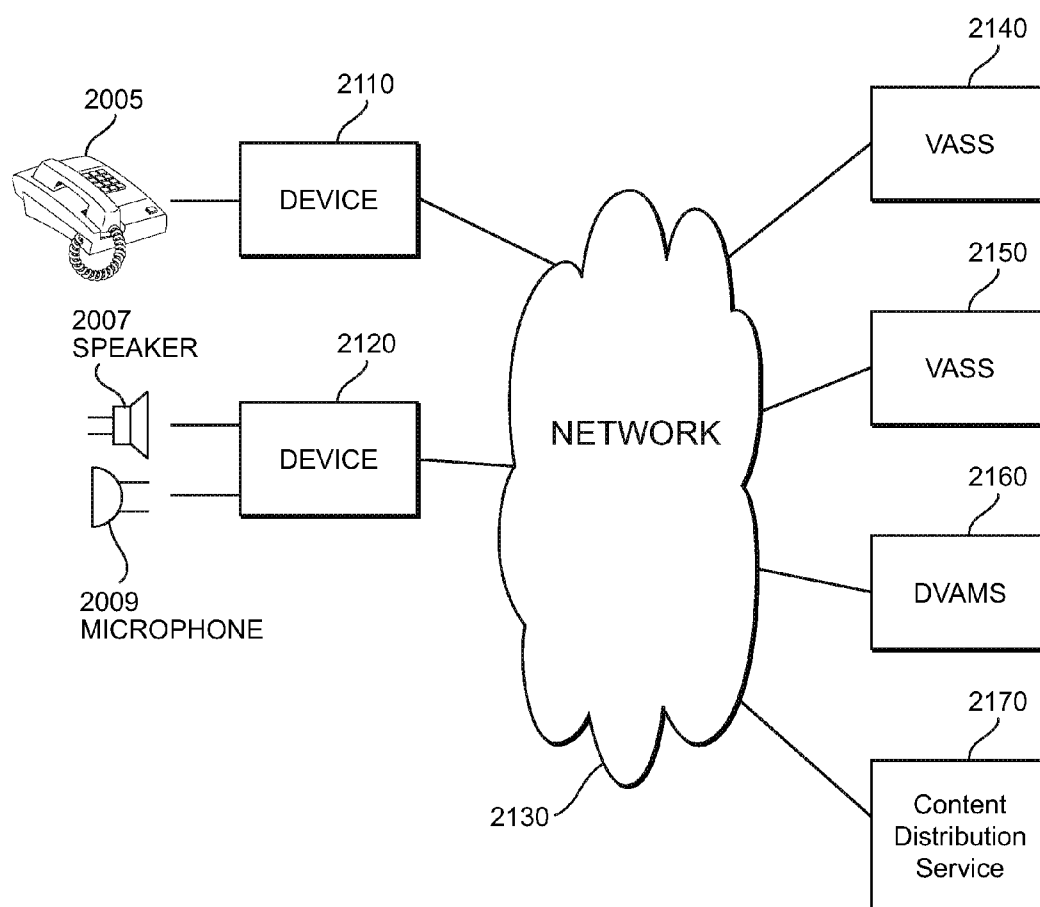 2140
2005
2110
VASS
DEVICE
2150
2007
SPEAKER
2120
VASS
NETWORK
DEVICE
2160
2009
MICROPHONE
DVAMS
2170
2130
Content
Distribution
Service